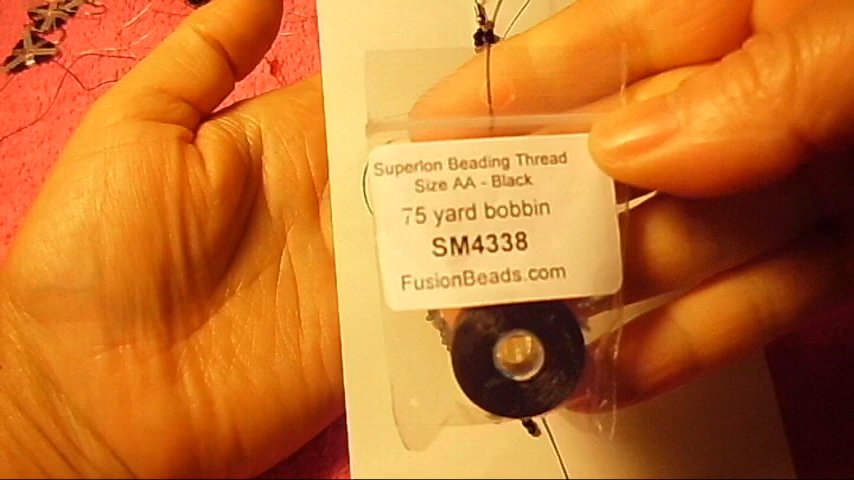 Superlon Beading Thread
Size AA - Black
75 yard bobbin
SM4338
FusionBeads.com